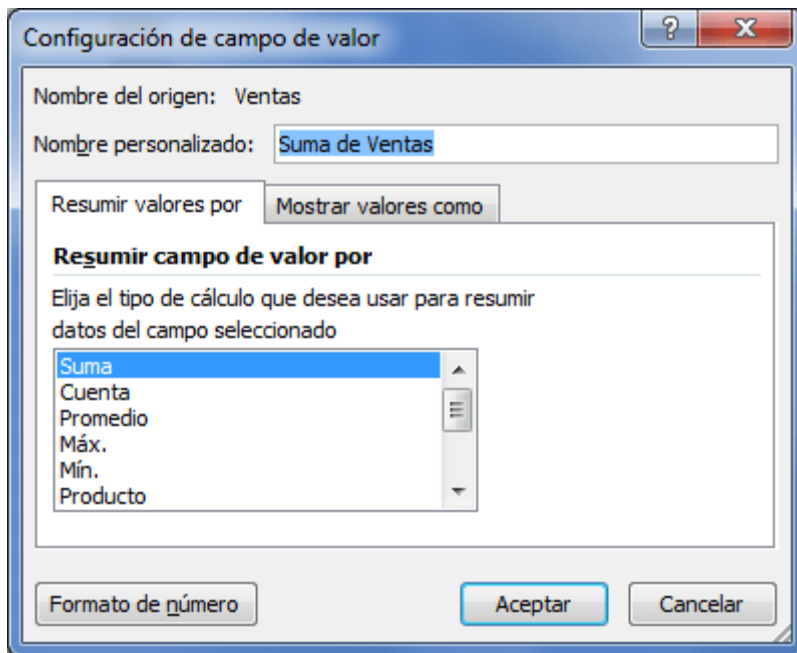 Configuración de campo de valor
Nombre del origen: Ventas
Nombre personalizado: Suma de Ventas
Resumir valores por Mostrar valores como
Resumir campo de valor por
Elija el tipo de cálculo que desea usar para resumir
datos del campo seleccionado
Suma
Cuenta
Promedio
Máx.
Mín.
Producto
Formato de número Aceptar Cancelar